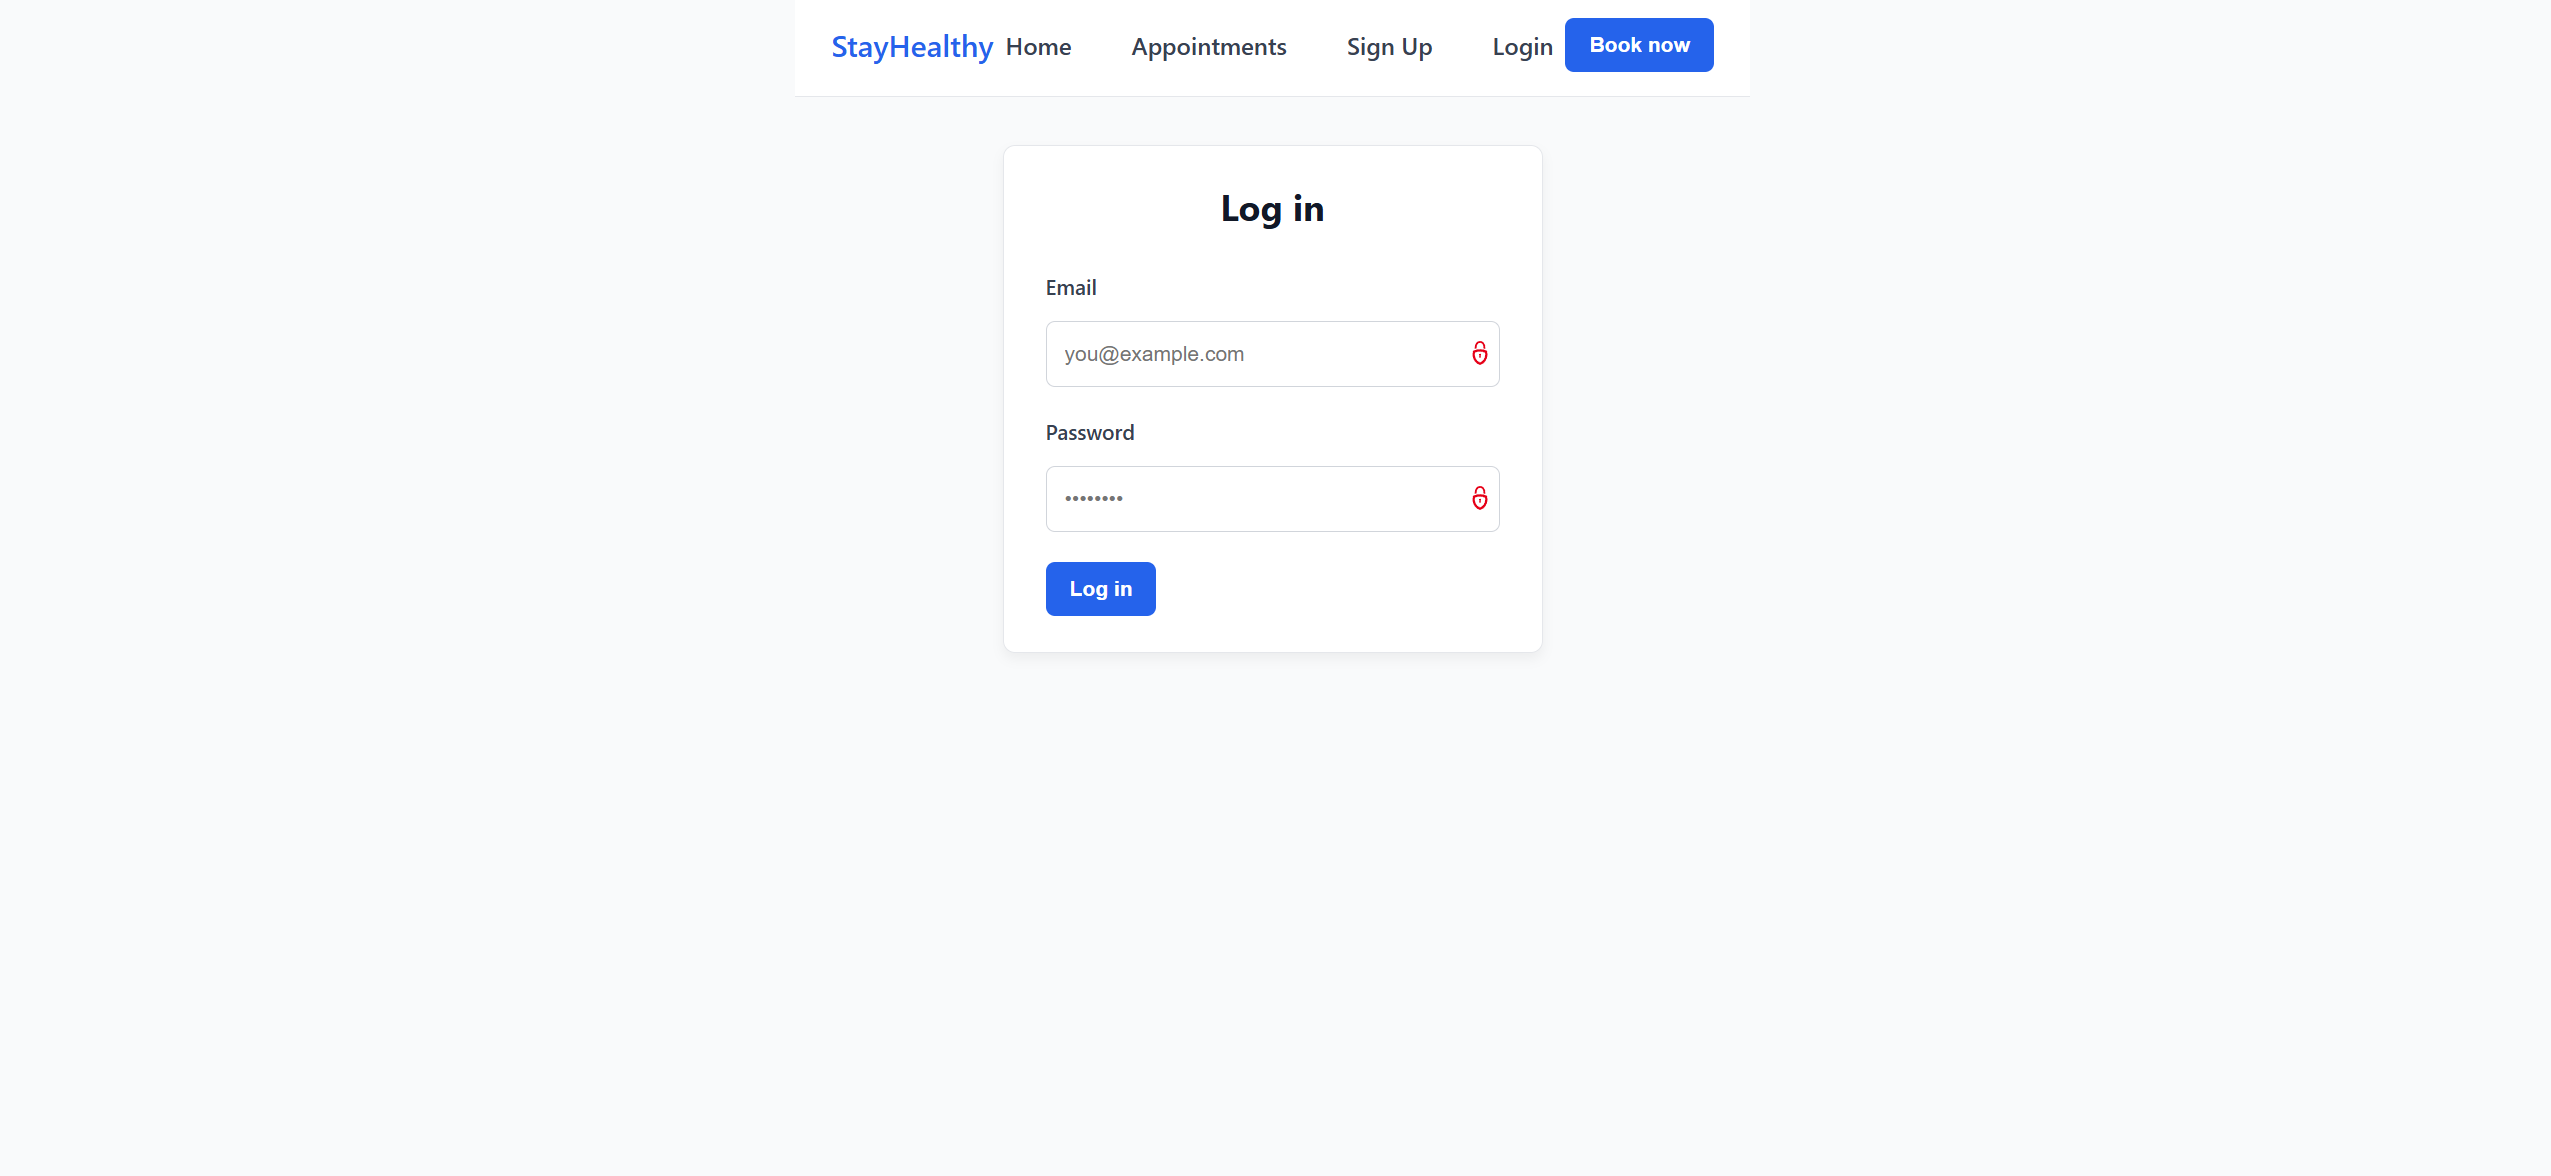 StayHealthy Home Appointments Sign Up Login Book now
Log in
Email
you@example.com
Password
••••••••
Log in